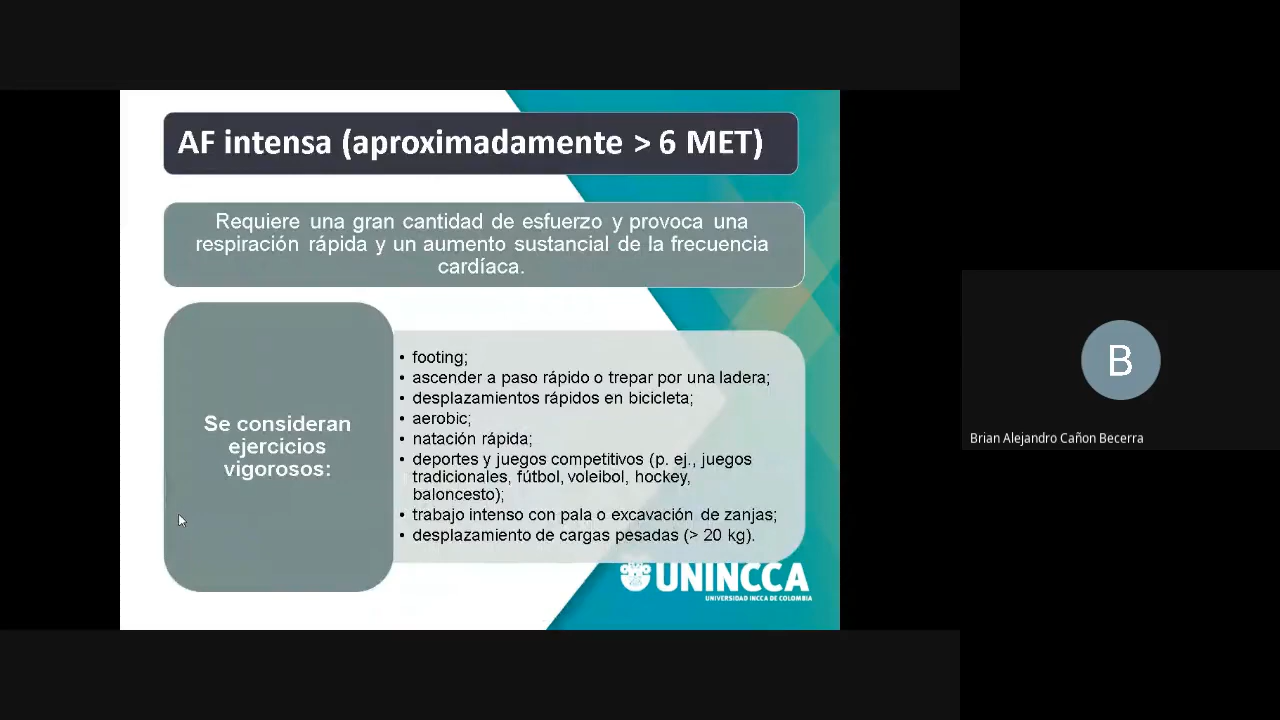 AF intensa (aproximadamente > 6 MET)
Requiere una gran cantidad de esfuerzo y provoca una
respiración rápida y un aumento sustancial de la frecuencia
cardíaca.
Se consideran
ejercicios
vigorosos:
• footing;
• ascender a paso rápido o trepar por una ladera;
• desplazamientos rápidos en bicicleta;
• aerobic;
• natación rápida;
• deportes y juegos competitivos (p. ej., juegos
tradicionales, fútbol, voleibol, hockey,
baloncesto);
• trabajo intenso con pala o excavación de zanjas;
• desplazamiento de cargas pesadas (> 20 kg).
UNINCCA
UNIVERSIDAD INCCA DE COLOMBIA
B
Brian Alejandro Cañon Becerra